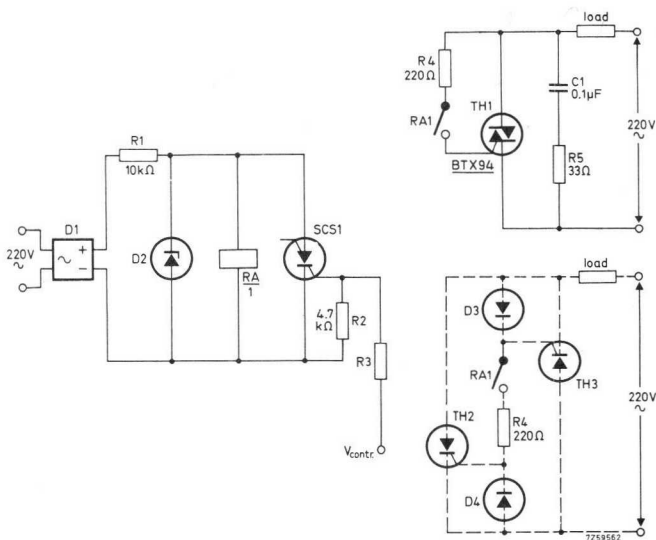 R1
10kΩ
D1
220V
~
+
~
−
D2
RA
1
SCS1
4.7
kΩ
R2
R3
Vcontr.
load
R4
220Ω
RA1
TH1
BTX94
C1
0.1μF
R5
33Ω
220V
~
load
D3
RA1
TH3
R4
220Ω
TH2
D4
220V
~
7Z59562